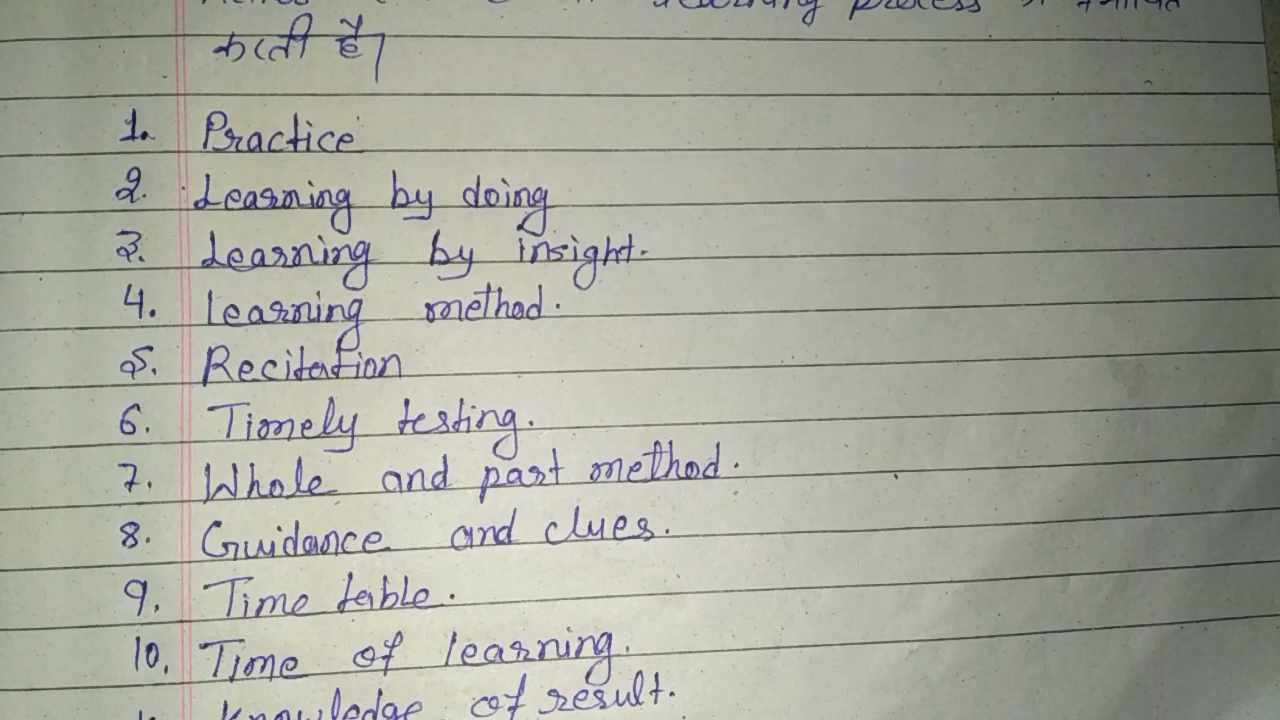 learning process
करती है।
1. Practice
2. Learning by doing
3. Learning by insight.
4. Learning method.
5. Recitation
6. Timely testing.
7. Whole and part method.
8. Guidance and clues.
9. Time table.
10. Time of learning.
Knowledge of result.